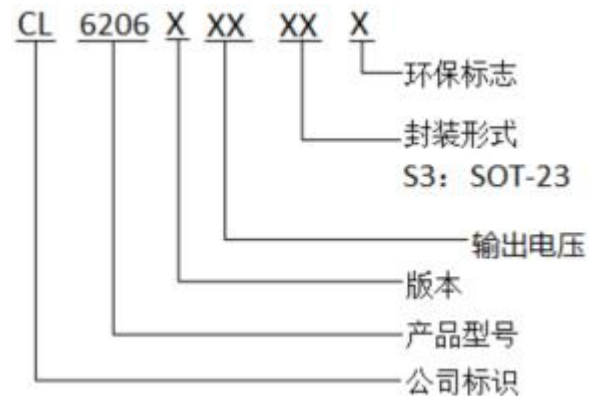 CL 6206 X XX XX X
环保标志
封装形式
S3：SOT-23
输出电压
版本
产品型号
公司标识